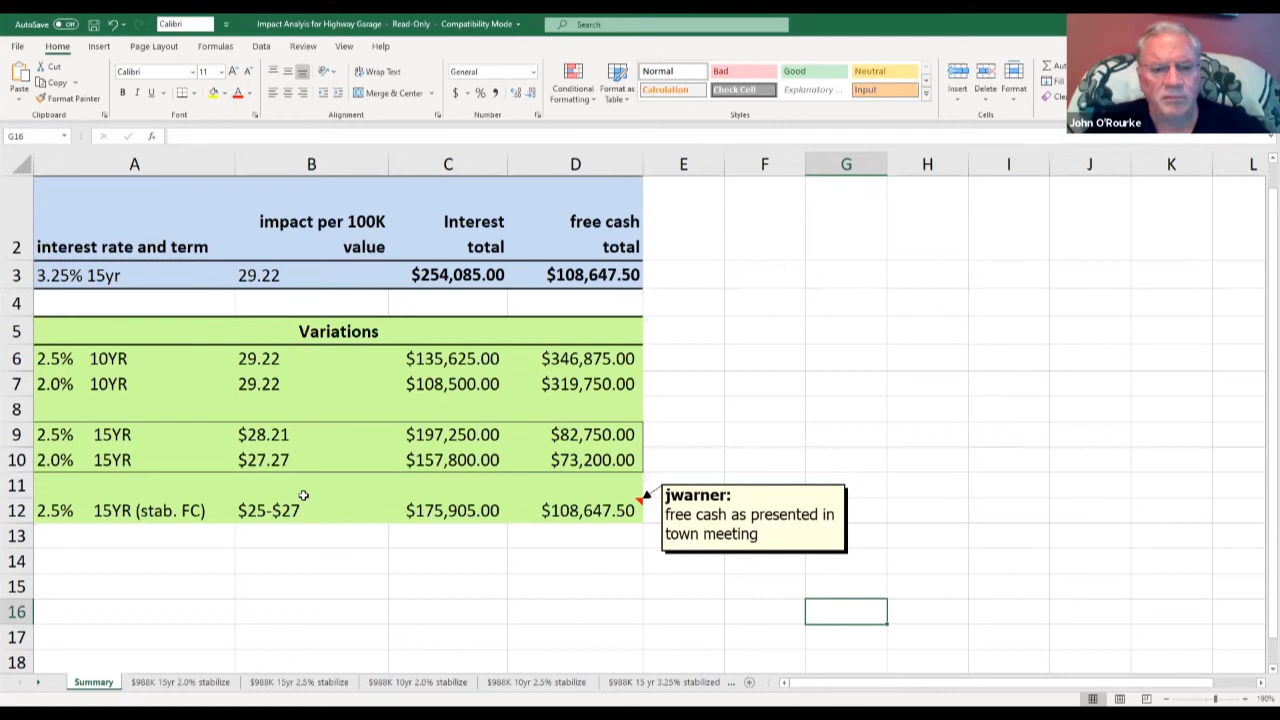 AutoSave Off Calibri Impact Analyis for Highway Garage - Read-Only - Compatibility Mode Search
File Home Insert Page Layout Formulas Data Review View Help
Paste Cut Copy Format Painter
Calibri 11 Wrap Text General
B I U Merge & Center $ % 9
Conditional Formatting Format as Table
Normal Bad Good Neutral
Calculation Check Cell Explanatory ... Input
Insert Delete Format
Clipboard Font Alignment Number Styles Cells
John O'Rourke
G16 fx
A B C D E F G H I J K L
2 interest rate and term impact per 100K value Interest total free cash total
3 3.25% 15yr 29.22 $254,085.00 $108,647.50
4
5 Variations
6 2.5% 10YR 29.22 $135,625.00 $346,875.00
7 2.0% 10YR 29.22 $108,500.00 $319,750.00
8
9 2.5% 15YR $28.21 $197,250.00 $82,750.00
10 2.0% 15YR $27.27 $157,800.00 $73,200.00
11
12 2.5% 15YR (stab. FC) $25-$27 $175,905.00 $108,647.50
jwarner:
free cash as presented in
town meeting
13
14
15
16
17
18
Summary $988K 15yr 2.0% stabilize $988K 15yr 2.5% stabilize $988K 10yr 2.0% stabilize $988K 10yr 2.5% stabilize $988K 15 yr 3.25% stabilized ...
190%